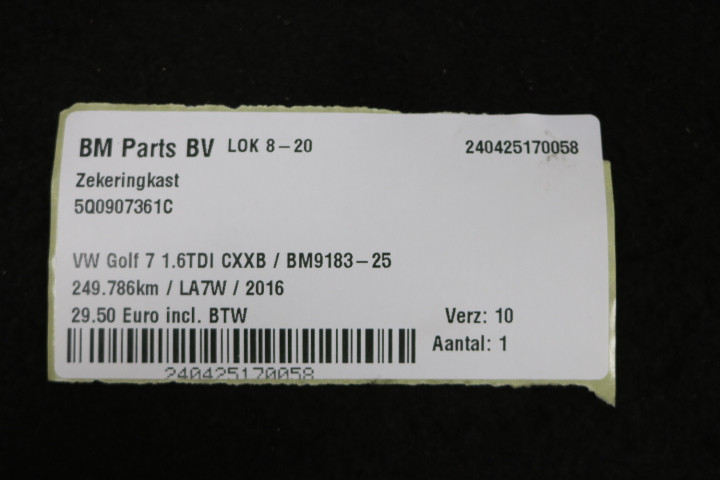 BM Parts BV LOK 8-20 240425170058
Zekeringkast
5Q0907361C
VW Golf 7 1.6TDI CXXB / BM9183-25
249.786km / LA7W / 2016
29.50 Euro incl. BTW Verz: 10
Aantal: 1
240425170058